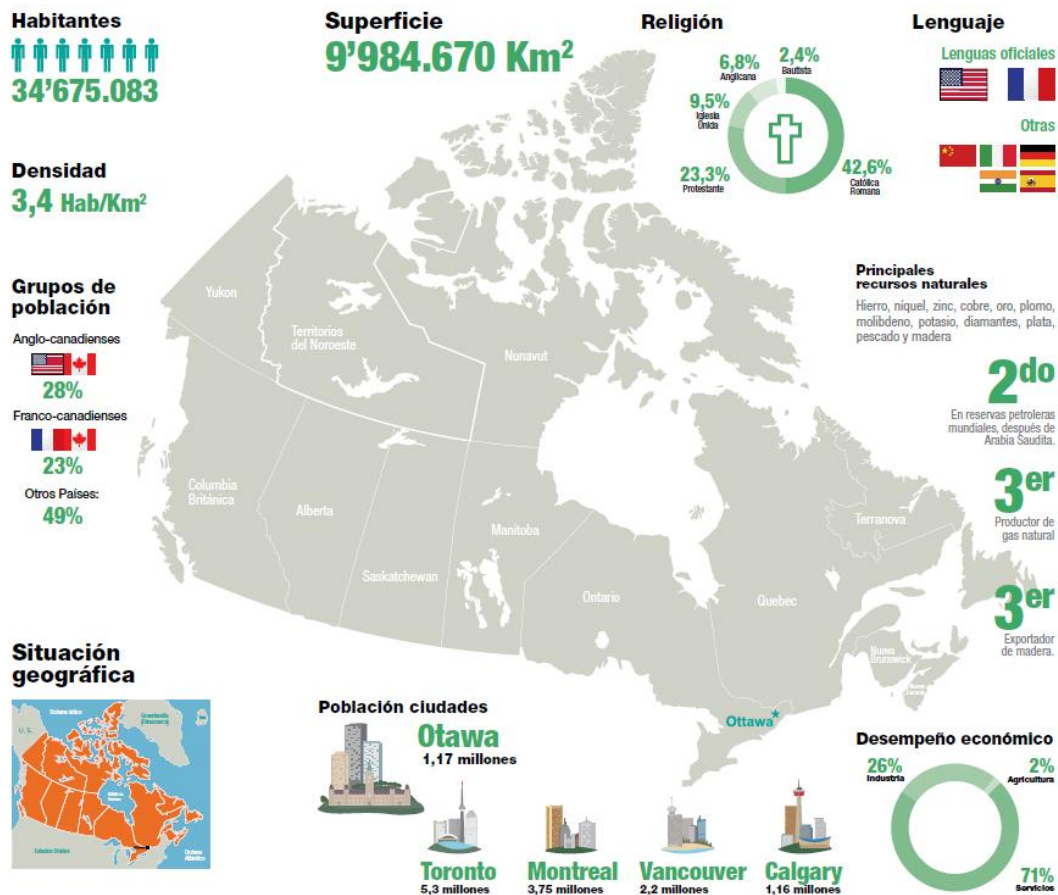 Habitantes
34’675.083
Densidad
3,4 Hab/Km²
Grupos de
población
Anglo-canadienses
28%
Franco-canadienses
23%
Otros Países:
49%
Superficie
9’984.670 Km²
Religión
6,8%
Anglicana
2,4%
Bautista
9,5%
Iglesia
Unida
23,3%
Protestante
42,6%
Católica
Romana
Lenguaje
Lenguas oficiales
Otras
Principales
recursos naturales
Hierro, níquel, zinc, cobre, oro, plomo,
molibdeno, potasio, diamantes, plata,
pescado y madera
2do
En reservas petroleras
mundiales, después de
Arabia Saudita.
3er
Productor de
gas natural
3er
Exportador
de madera.
Yukon
Territorios
del Noroeste
Nunavut
Columbia
Británica
Alberta
Saskatchewan
Manitoba
Ontario
Quebec
Terranova
Nueva
Brunswick
Ottawa
Situación
geográfica
U. S.
Estados Unidos
Océano
Atlántico
Población ciudades
Otawa
1,17 millones
Toronto
5,3 millones
Montreal
3,75 millones
Vancouver
2,2 millones
Calgary
1,16 millones
Desempeño económico
26%
Industria
2%
Agricultura
71%
Servicios